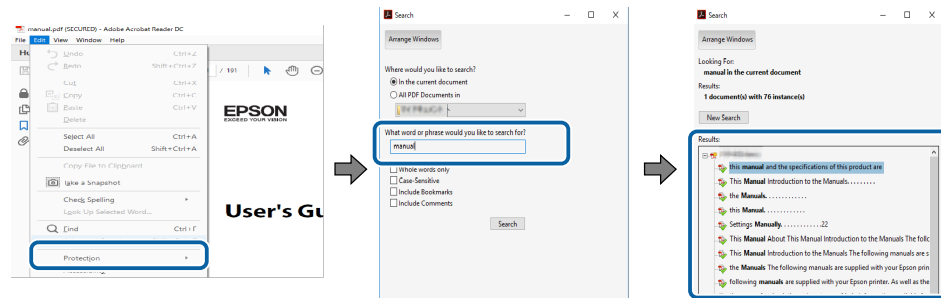 manual.pdf (SECURED) - Adobe Acrobat Reader DC
File Edit View Window Help
Undo Ctrl+Z
Redo Shift+Ctrl+Z
Cut Ctrl+X
Copy Ctrl+C
Paste Ctrl+V
Delete
Select All Ctrl+A
Deselect All Shift+Ctrl+A
Copy File to Clipboard
Take a Snapshot
Check Spelling
Look Up Selected Word...
Find Ctrl+F
Protection
/ 191
EPSON
EXCEED YOUR VISION
User's Gu
Search
Arrange Windows
Where would you like to search?
In the current document
All PDF Documents in
What word or phrase would you like to search for?
manual
Whole words only
Case-Sensitive
Include Bookmarks
Include Comments
Search
Search
Arrange Windows
Looking For:
manual in the current document
Results:
1 document(s) with 76 instance(s)
New Search
Results:
this manual and the specifications of this product are
This Manual Introduction to the Manuals.........
the Manuals.............
this Manual............
Settings Manually.............22
This Manual About This Manual Introduction to the Manuals The follc
This Manual Introduction to the Manuals The following manuals are s
the Manuals The following manuals are supplied with your Epson prin
following manuals are supplied with your Epson printer. As well as the